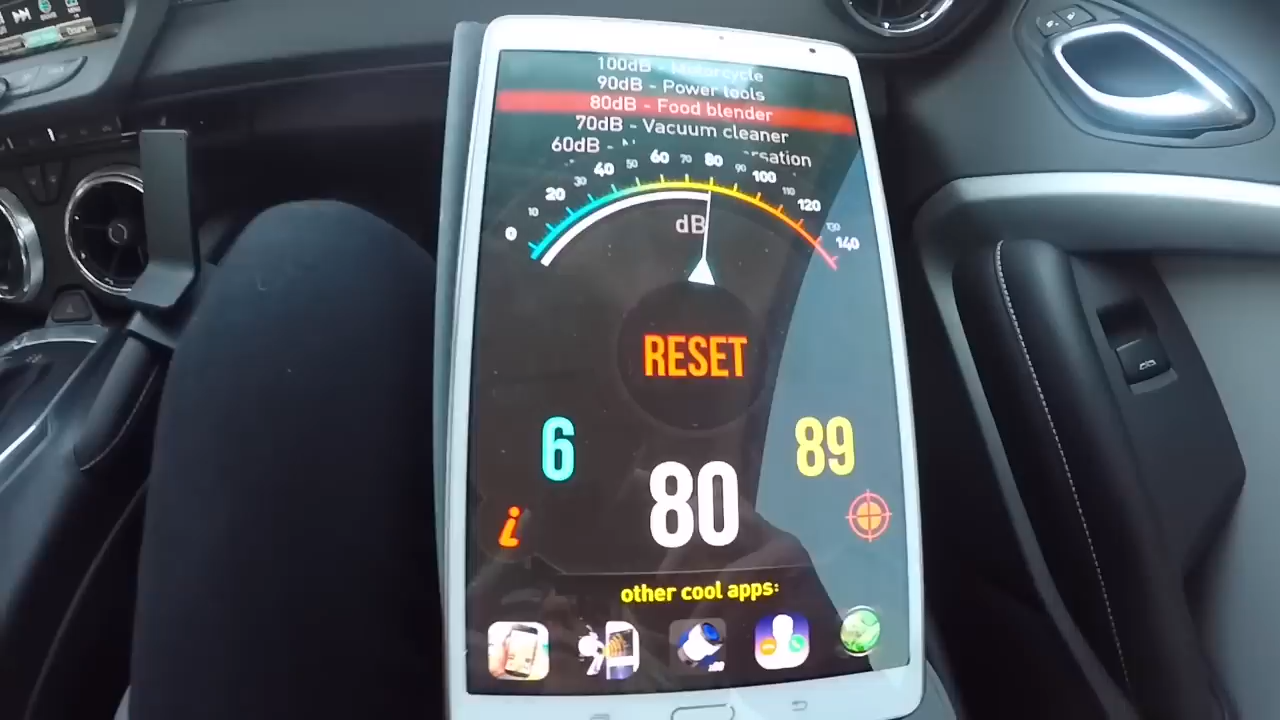 100dB - Motorcycle
90dB - Power tools
80dB - Food blender
70dB - Vacuum cleaner
60dB -
0 10 20 30 40 50 60 70 80 90 100 110 120 130 140
dB
RESET
6
89
80
i
other cool apps: